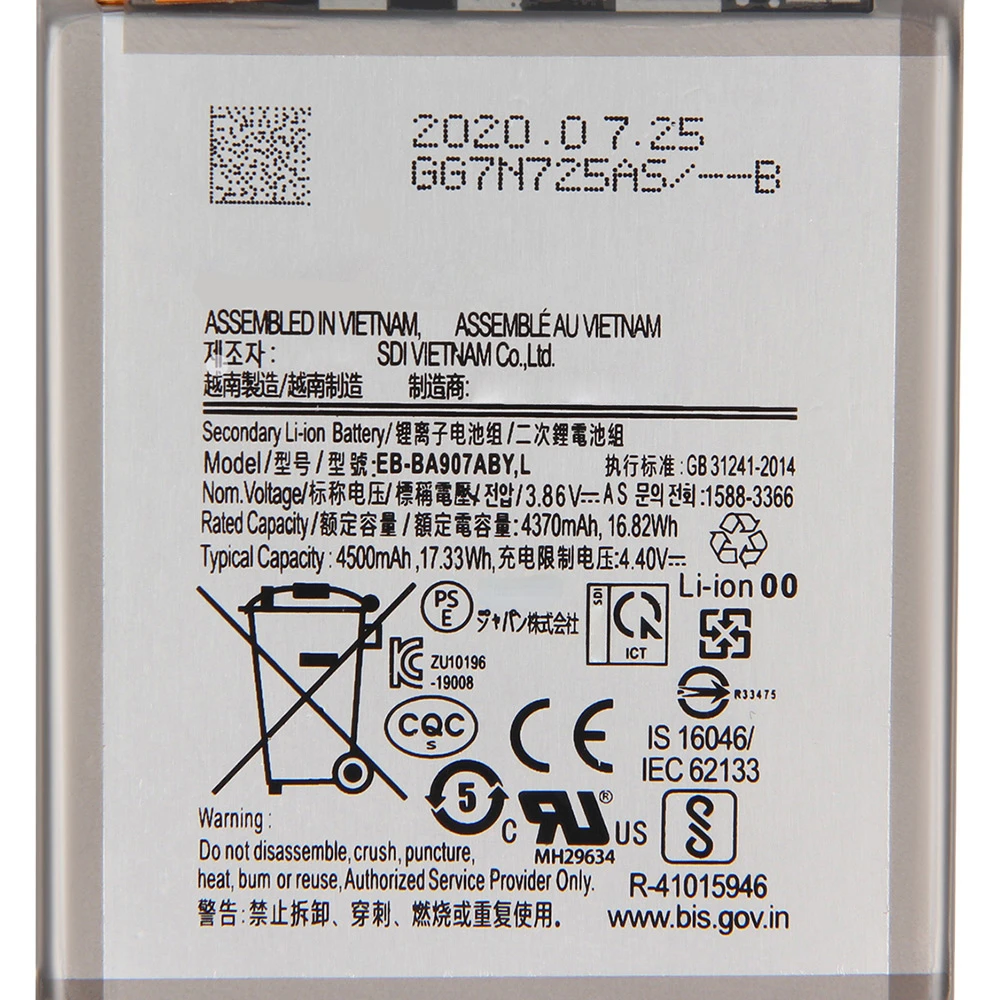 2020.07.25
GG7N725AS/---B
ASSEMBLED IN VIETNAM, ASSEMBLÉ AU VIETNAM
제조자 : SDI VIETNAM Co.,Ltd.
越南製造/越南制造 制造商:
Secondary Li-ion Battery/锂离子电池组/二次鋰電池組
Model/型号/型號:EB-BA907ABY,L 执行标准:GB 31241-2014
Nom.Voltage/标称电压/標稱電壓/전압/3.86V⎓ A S 문의 전화 :1588-3366
Rated Capacity/额定容量/額定電容量:4370mAh, 16.82Wh
Typical Capacity : 4500mAh ,17.33Wh,充电限制电压:4.40V⎓
Li-ion 00
PS
E
ジャパン株式会社
SDI
ICT
ZU10196
-19008
R33475
CQC
S
CE
IS 16046/
IEC 62133
5
C UR ® US
MH29634
Warning :
Do not disassemble, crush, puncture,
heat, burn or reuse, Authorized Service Provider Only.
R-41015946
警告:禁止拆卸、穿刺、燃烧或重复使用。
www.bis.gov.in